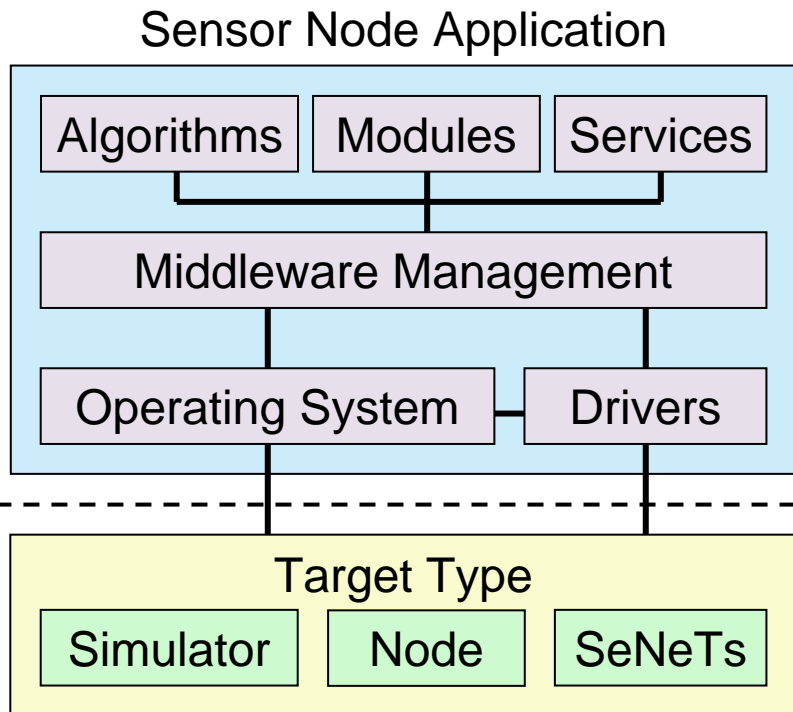 Sensor Node Application
Algorithms
Modules
Services
Middleware Management
Operating System
Drivers
Target Type
Simulator
Node
SeNeTs